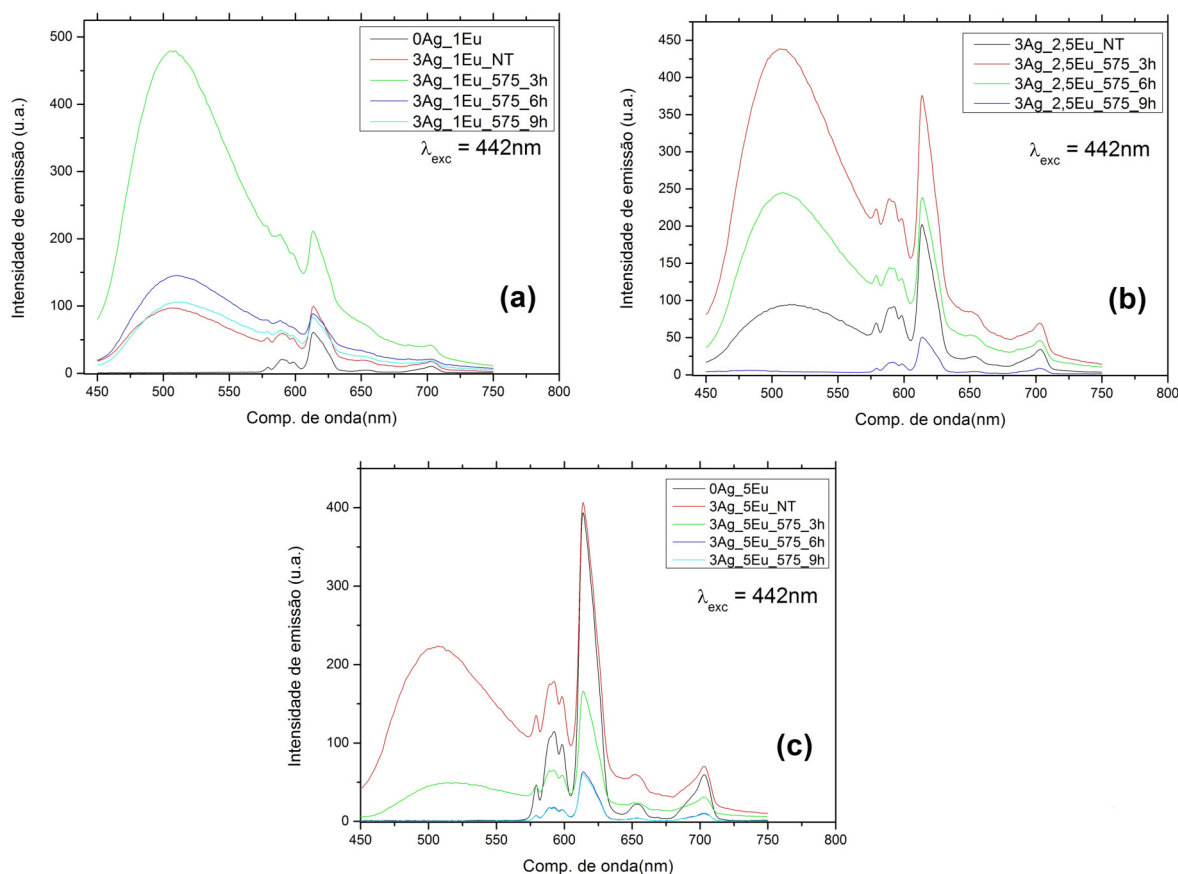 500
400
300
200
100
0
Intensidade de emissão (u.a.)
0Ag_1Eu
3Ag_1Eu_NT
3Ag_1Eu_575_3h
3Ag_1Eu_575_6h
3Ag_1Eu_575_9h
λexc = 442nm
(a)
450 500 550 600 650 700 750 800
Comp. de onda(nm)
450
400
350
300
250
200
150
100
50
0
Intensidade de emissão (u.a.)
3Ag_2,5Eu_NT
3Ag_2,5Eu_575_3h
3Ag_2,5Eu_575_6h
3Ag_2,5Eu_575_9h
λexc = 442nm
(b)
450 500 550 600 650 700 750 800
Comp. de onda(nm)
400
300
200
100
0
Intensidade de emissão (u.a.)
0Ag_5Eu
3Ag_5Eu_NT
3Ag_5Eu_575_3h
3Ag_5Eu_575_6h
3Ag_5Eu_575_9h
λexc = 442nm
(c)
450 500 550 600 650 700 750 800
Comp. de onda(nm)